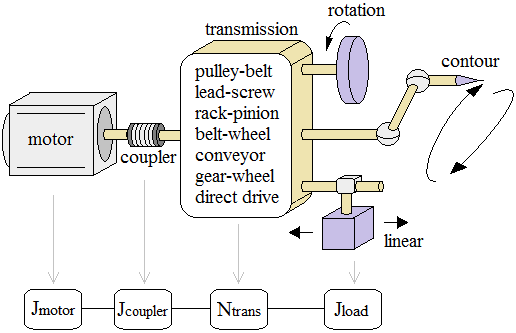 rotation
transmission
contour
pulley-belt
lead-screw
rack-pinion
belt-wheel
conveyor
gear-wheel
direct drive
motor
coupler
linear
Jmotor
Jcoupler
Ntrans
Jload